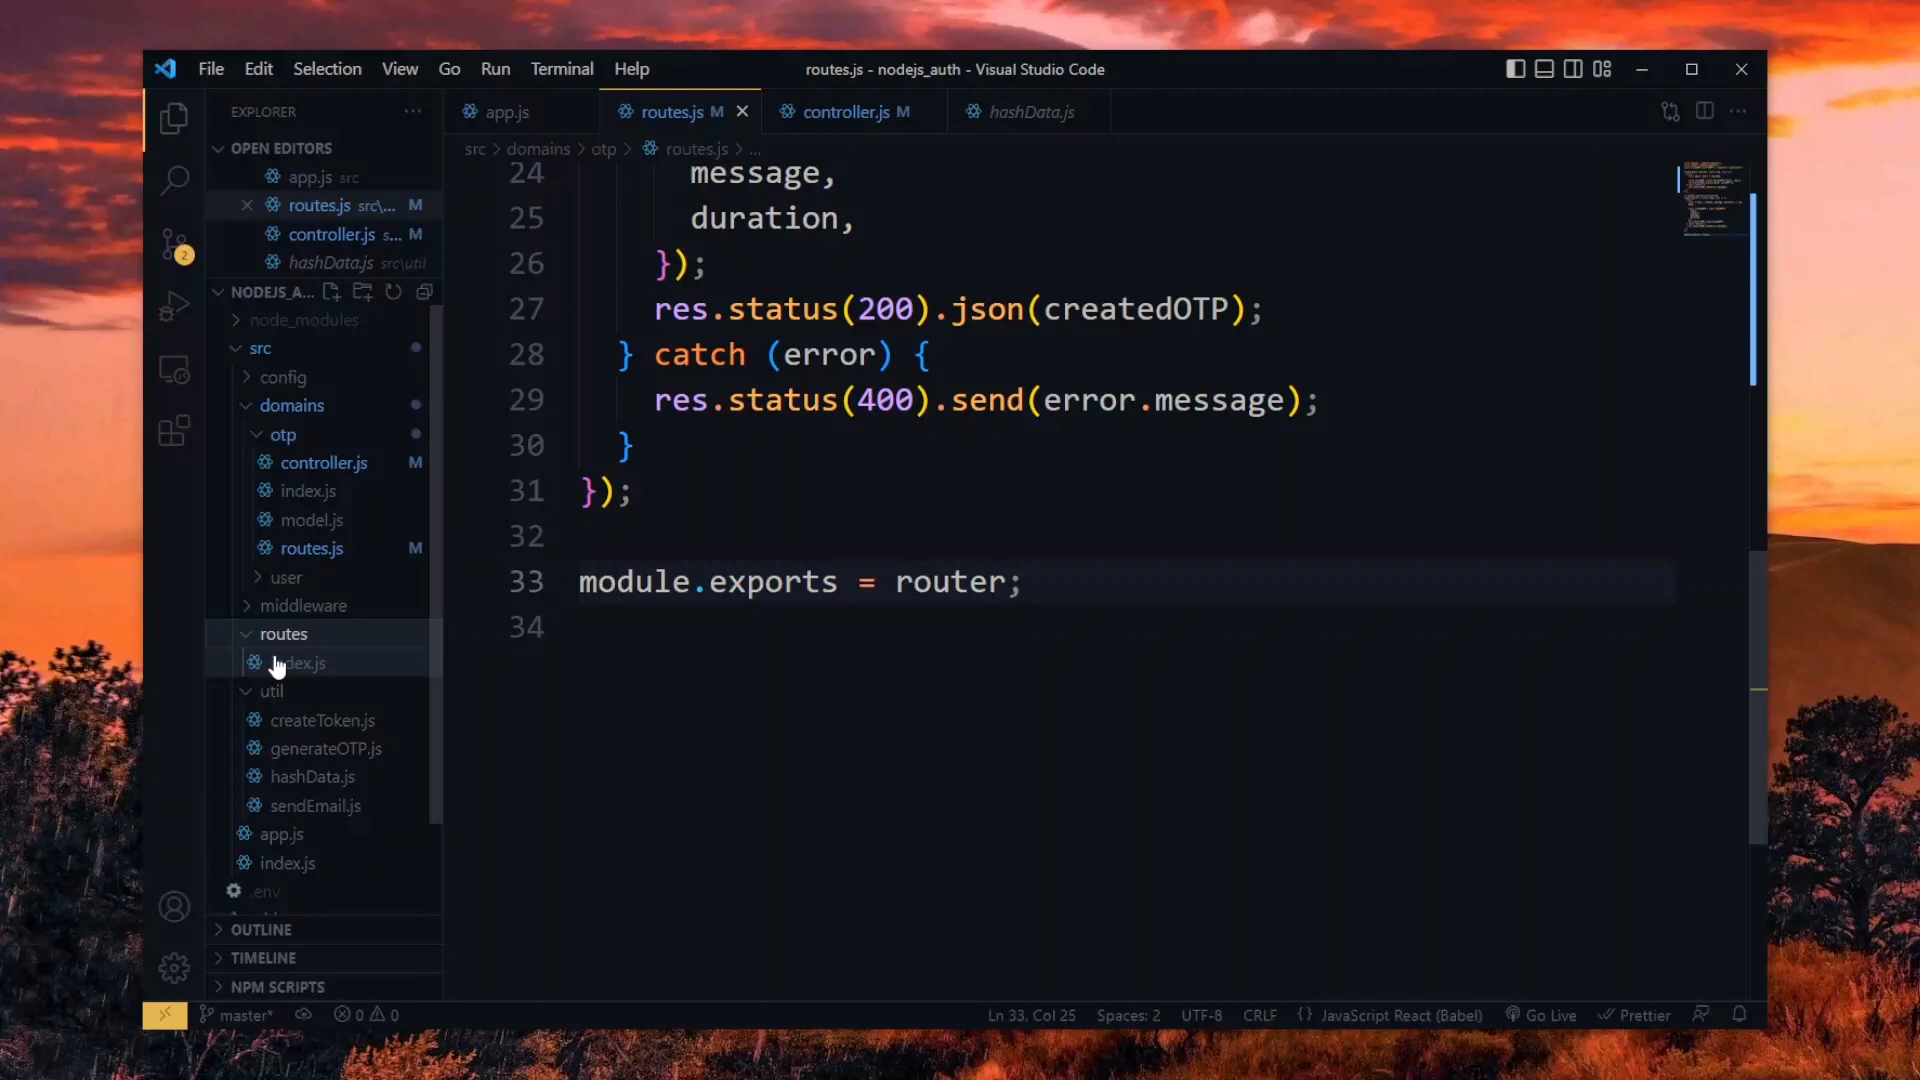 File Edit Selection View Go Run Terminal Help
routes.js - nodejs_auth - Visual Studio Code
EXPLORER
OPEN EDITORS
app.js src
routes.js src\... M
controller.js s... M
hashData.js src\util
NODEJS_A...
node_modules
src
config
domains
otp
controller.js M
index.js
model.js
routes.js M
user
middleware
routes
util
createToken.js
generateOTP.js
hashData.js
sendEmail.js
app.js
index.js
.env
OUTLINE
TIMELINE
NPM SCRIPTS
2
app.js
routes.js M
controller.js M
hashData.js
src > domains > otp > routes.js > ...
24 message,
25 duration,
26 });
27 res.status(200).json(createdOTP);
28 } catch (error) {
29 res.status(400).send(error.message);
30 }
31 });
32
33 module.exports = router;
34
master* 0 0 Ln 33, Col 25 Spaces: 2 UTF-8 CRLF {} JavaScript React (Babel) Go Live Prettier